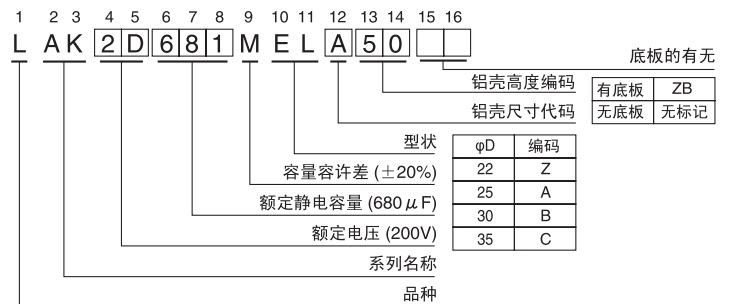 1 2 3 4 5 6 7 8 9 10 11 12 13 14 15 16
L A K 2 D 6 8 1 M E L A 5 0
底板的有无
铝壳高度编码
有底板 ZB
铝壳尺寸代码
无底板 无标记
型状
φD 编码
容量容许差 (±20%)
22 Z
25 A
额定静电容量 (680μF)
30 B
额定电压 (200V)
35 C
系列名称
品种